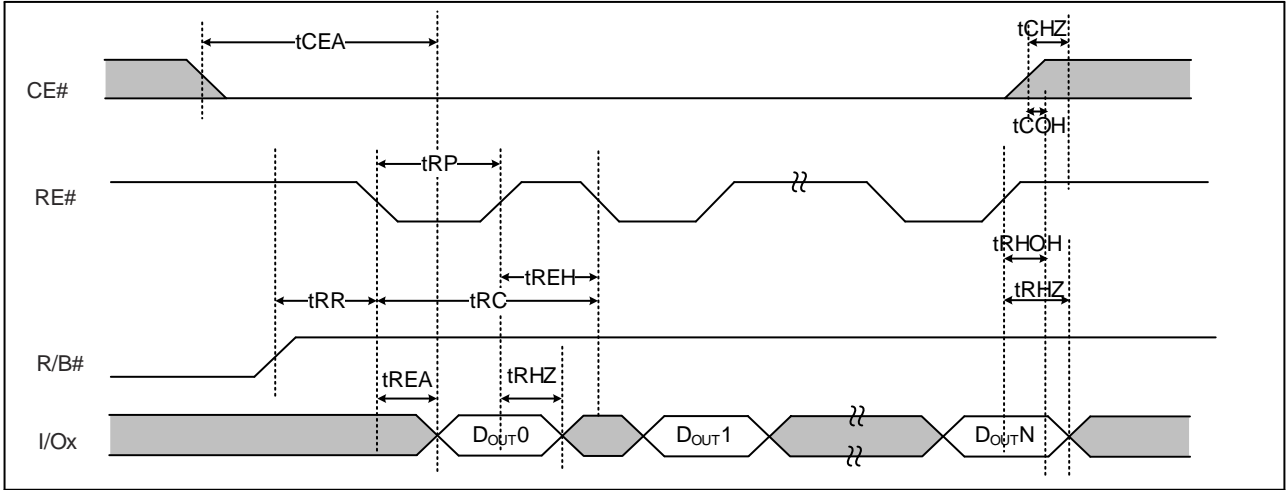 tCEA
tCHZ
CE#
tCOH
tRP
RE#
tRHOH
tREH
tRR
tRC
tRHZ
R/B#
tREA
tRHZ
I/Ox
DOUT0
DOUT1
DOUTN